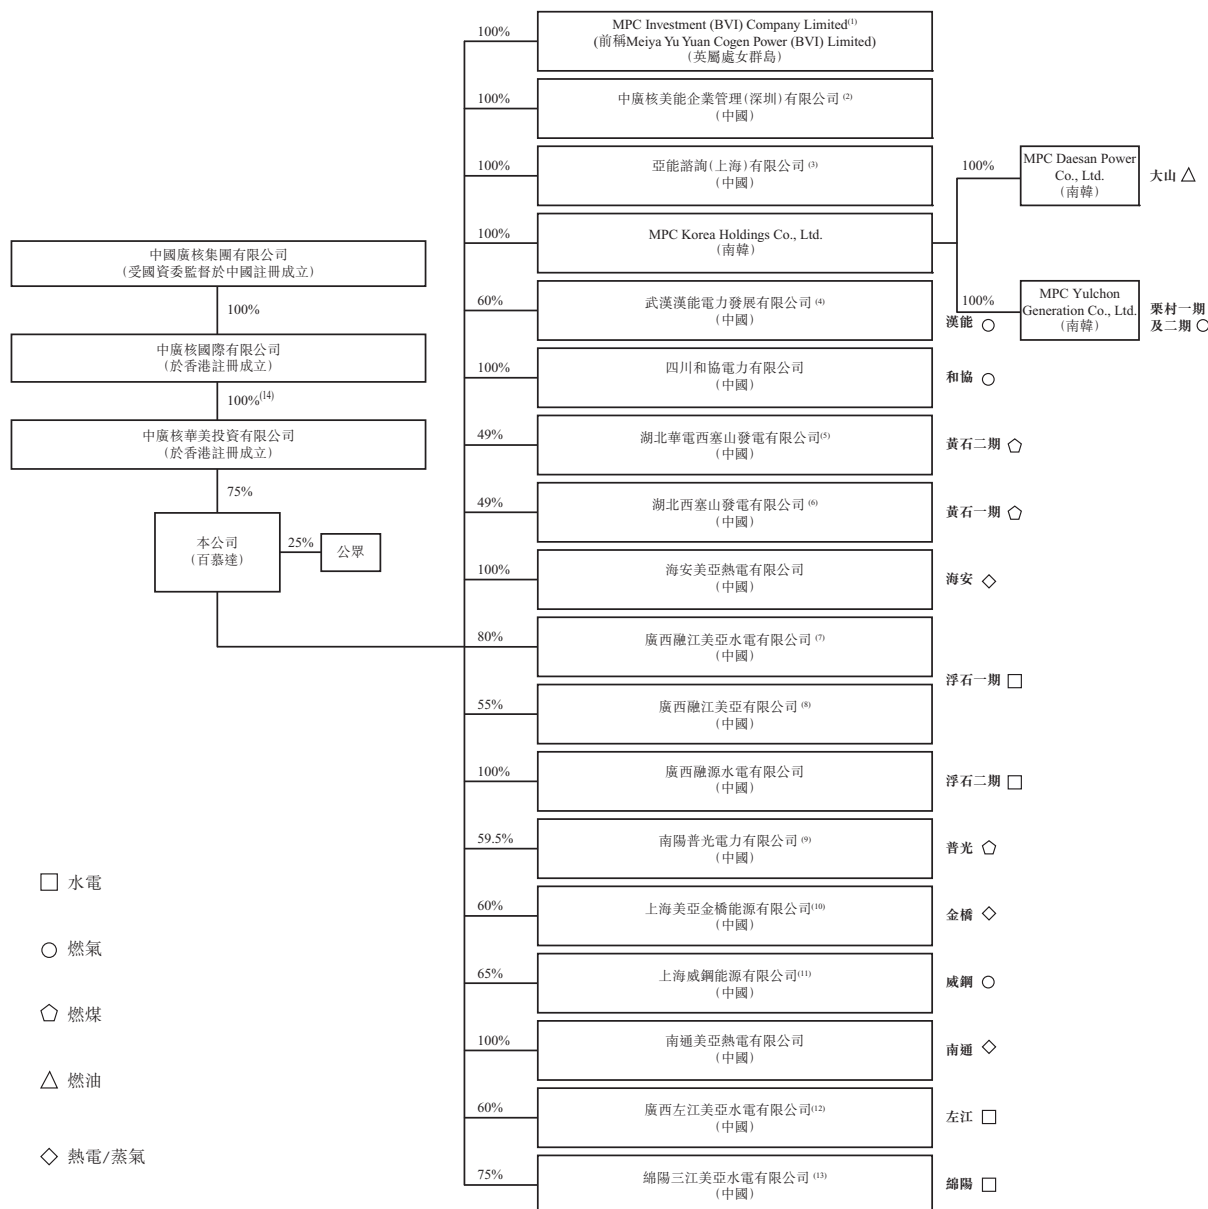 100%
MPC Investment (BVI) Company Limited(1)
(前稱Meiya Yu Yuan Cogen Power (BVI) Limited)
(英屬處女群島)
100%
中廣核美能企業管理(深圳)有限公司(2)
(中國)
100%
亞能諮詢(上海)有限公司(3)
(中國)
100%
MPC Korea Holdings Co., Ltd.
(南韓)
100%
MPC Daesan Power
Co., Ltd.
(南韓)
大山
100%
MPC Yulchon
Generation Co., Ltd.
(南韓)
栗村一期
及二期
中國廣核集團有限公司
(受國資委監督於中國註冊成立)
100%
中廣核國際有限公司
(於香港註冊成立)
100%(14)
中廣核華美投資有限公司
(於香港註冊成立)
75%
本公司
(百慕達)
25%
公眾
60%
武漢漢能電力發展有限公司(4)
(中國)
漢能
100%
四川和協電力有限公司
(中國)
和協
49%
湖北華電西塞山發電有限公司(5)
(中國)
黃石二期
49%
湖北西塞山發電有限公司(6)
(中國)
黃石一期
100%
海安美亞熱電有限公司
(中國)
海安
80%
廣西融江美亞水電有限公司(7)
(中國)
浮石一期
55%
廣西融江美亞有限公司(8)
(中國)
100%
廣西融源水電有限公司
(中國)
浮石二期
59.5%
南陽普光電力有限公司(9)
(中國)
普光
60%
上海美亞金橋能源有限公司(10)
(中國)
金橋
65%
上海威鋼能源有限公司(11)
(中國)
威鋼
100%
南通美亞熱電有限公司
(中國)
南通
60%
廣西左江美亞水電有限公司(12)
(中國)
左江
75%
綿陽三江美亞水電有限公司(13)
(中國)
綿陽
水電
燃氣
燃煤
燃油
熱電/蒸氣